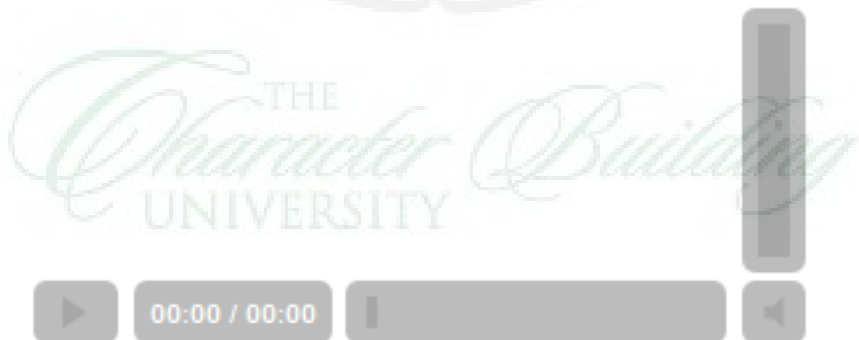 THE
Character Building
UNIVERSITY
00:00 / 00:00